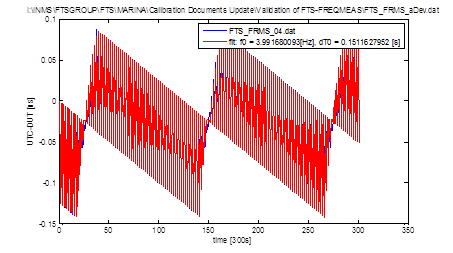 I:\INMS\FTSGROUP\FTS\MARINA\Calibration Documents Update\Validation of FTS-FREQMEAS\FTS_FRMS_aDev.dat
FTS_FRMS_04.dat
fit: f0 = 3.991680093[Hz], dT0 = 0.1511627952 [s]
UTC-NUT [s]
0.1
0.05
0
-0.05
-0.1
-0.15
0 50 100 150 200 250 300 350
time [300s]